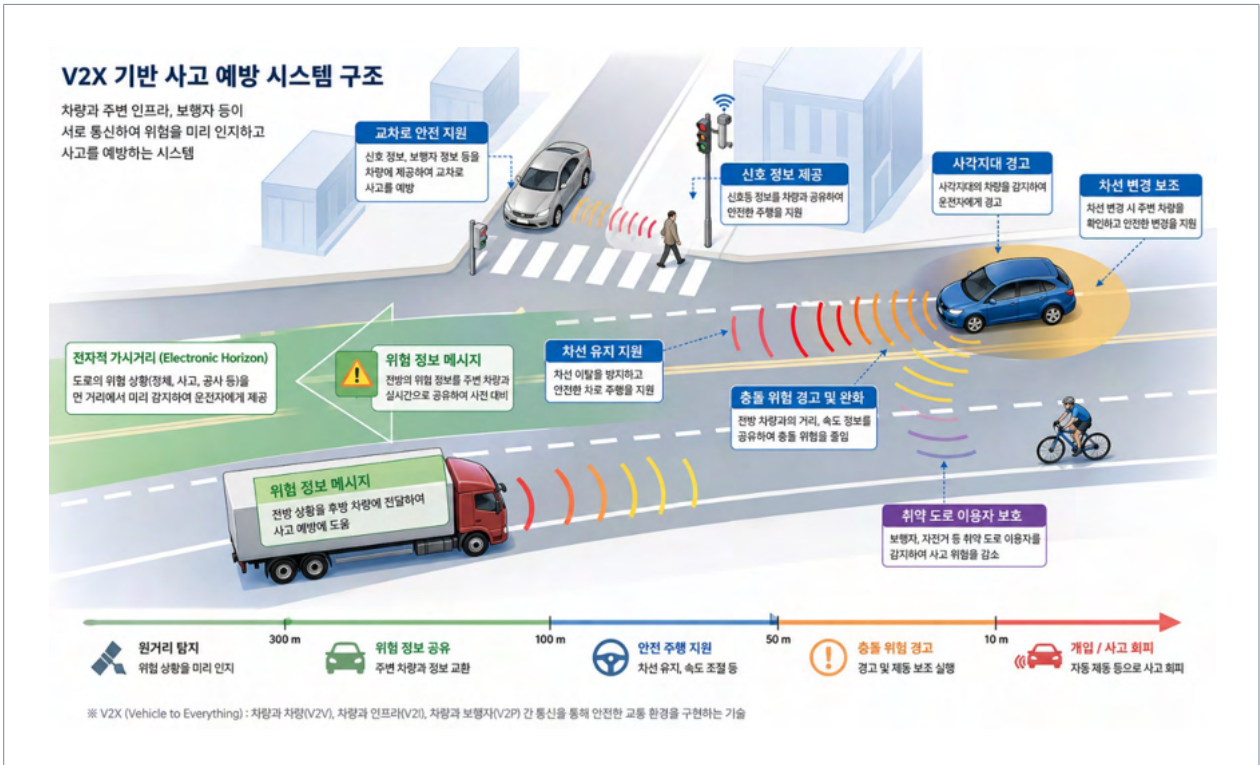 V2X 기반 사고 예방 시스템 구조
차량과 주변 인프라, 보행자 등이
서로 통신하여 위험을 미리 인지하고
사고를 예방하는 시스템
교차로 안전 지원
신호 정보, 보행자 정보 등을
차량에 제공하여 교차로
사고를 예방
신호 정보 제공
신호등 정보를 차량과 공유하여
안전한 주행을 지원
사각지대 경고
사각지대의 차량을 감지하여
운전자에게 경고
차선 변경 보조
차선 변경 시 주변 차량을
확인하고 안전한 변경을 지원
전자적 가시거리 (Electronic Horizon)
도로의 위험 상황(정체, 사고, 공사 등)을
먼 거리에서 미리 감지하여 운전자에게 제공
위험 정보 메시지
전방의 위험 정보를 주변 차량과
실시간으로 공유하여 사전 대비
차선 유지 지원
차선 이탈을 방지하고
안전한 차로 주행을 지원
충돌 위험 경고 및 완화
전방 차량과의 거리, 속도 정보를
공유하여 충돌 위험을 줄임
위험 정보 메시지
전방 상황을 후방 차량에 전달하여
사고 예방에 도움
취약 도로 이용자 보호
보행자, 자전거 등 취약 도로 이용자를
감지하여 사고 위험을 감소
300 m
100 m
50 m
10 m
원거리 탐지
위험 상황을 미리 인지
위험 정보 공유
주변 차량과 정보 교환
안전 주행 지원
차선 유지, 속도 조절 등
충돌 위험 경고
경고 및 제동 보조 실행
개입 / 사고 회피
자동 제동 등으로 사고 회피
※ V2X (Vehicle to Everything) : 차량과 차량(V2V), 차량과 인프라(V2I), 차량과 보행자(V2P) 간 통신을 통해 안전한 교통 환경을 구현하는 기술